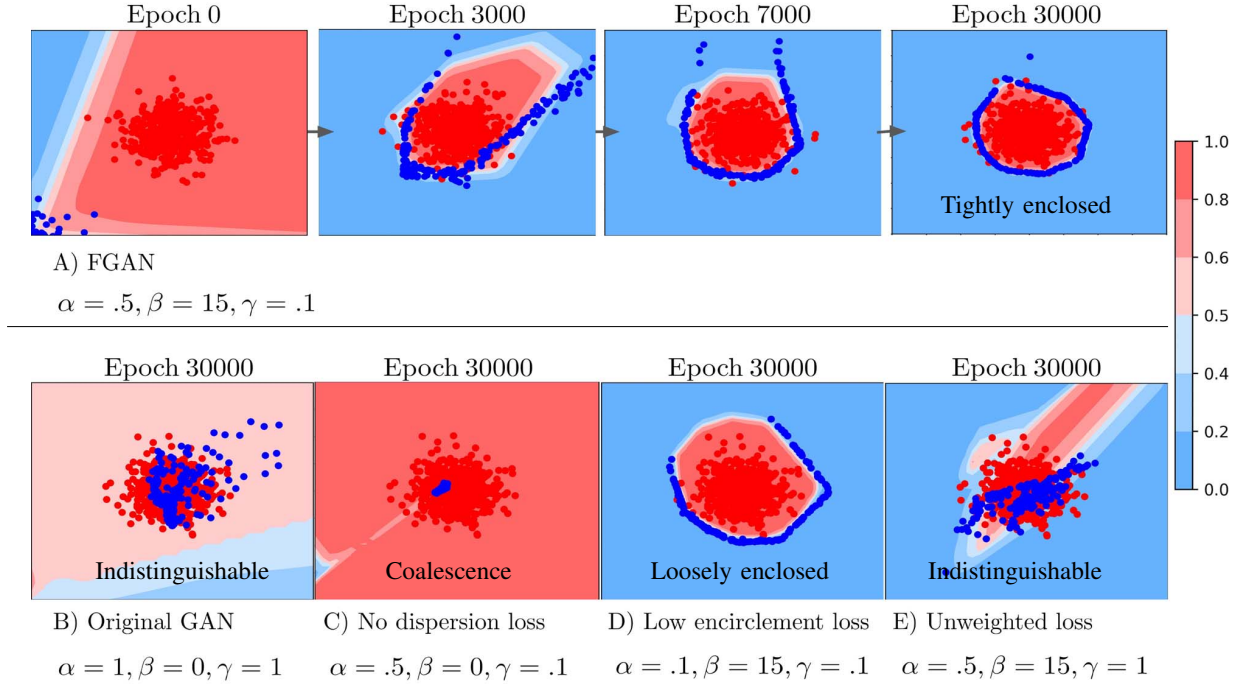 Epoch 0 Epoch 3000 Epoch 7000 Epoch 30000
Tightly enclosed
A) FGAN
α = .5, β = 15, γ = .1
1.0
0.8
0.6
0.5
0.4
0.2
0.0
Epoch 30000 Epoch 30000 Epoch 30000 Epoch 30000
Indistinguishable Coalescence Loosely enclosed Indistinguishable
B) Original GAN C) No dispersion loss D) Low encirclement loss E) Unweighted loss
α = 1, β = 0, γ = 1 α = .5, β = 0, γ = .1 α = .1, β = 15, γ = .1 α = .5, β = 15, γ = 1